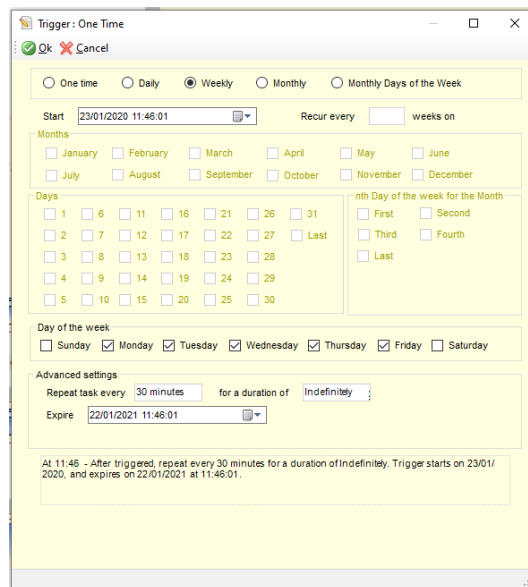 Trigger : One Time
Ok Cancel
One time Daily Weekly Monthly Monthly Days of the Week
Start 23/01/2020 11:46:01 Recur every weeks on
Months
January February March April May June
July August September October November December
Days nth Day of the week for the Month
1 6 11 16 21 26 31 First Second
2 7 12 17 22 27 Last Third Fourth
3 8 13 18 23 28 Last
4 9 14 19 24 29
5 10 15 20 25 30
Day of the week
Sunday Monday Tuesday Wednesday Thursday Friday Saturday
Advanced settings
Repeat task every 30 minutes for a duration of Indefinitely ;
Expire 22/01/2021 11:46:01
At 11:46 - After triggered, repeat every 30 minutes for a duration of Indefinitely. Trigger starts on 23/01/
2020, and expires on 22/01/2021 at 11:46:01.